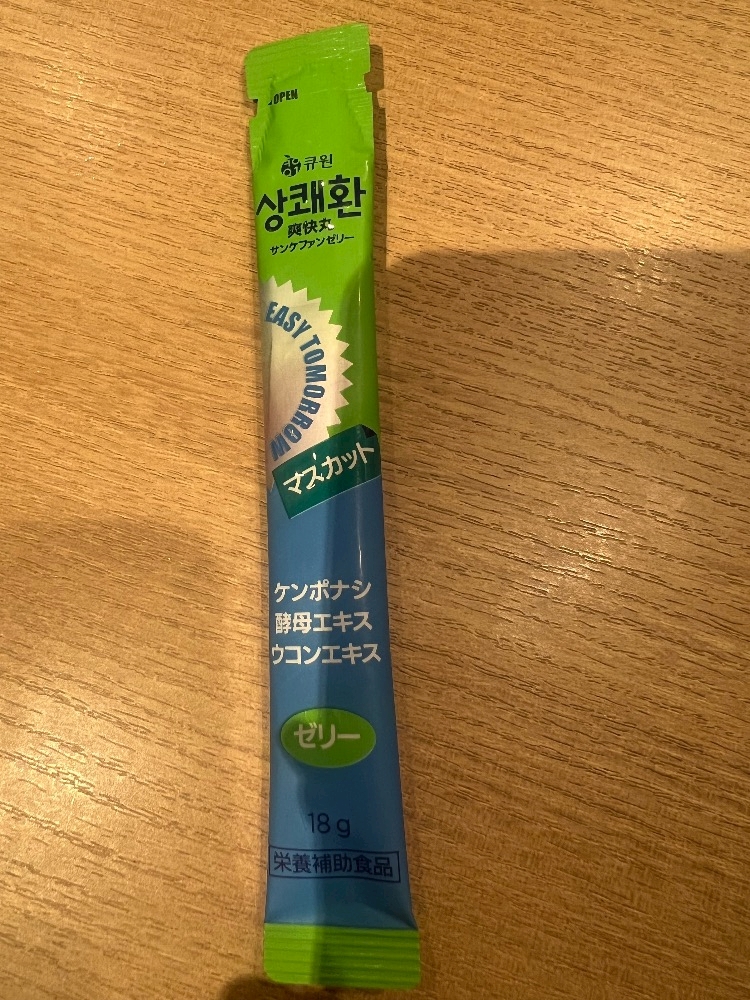 OPEN
큐원
상쾌환
爽快丸
サンケファンゼリー
EASY TOMORROW
マスカット
ケンポナシ
酵母エキス
ウコンエキス
ゼリー
18g
栄養補助食品